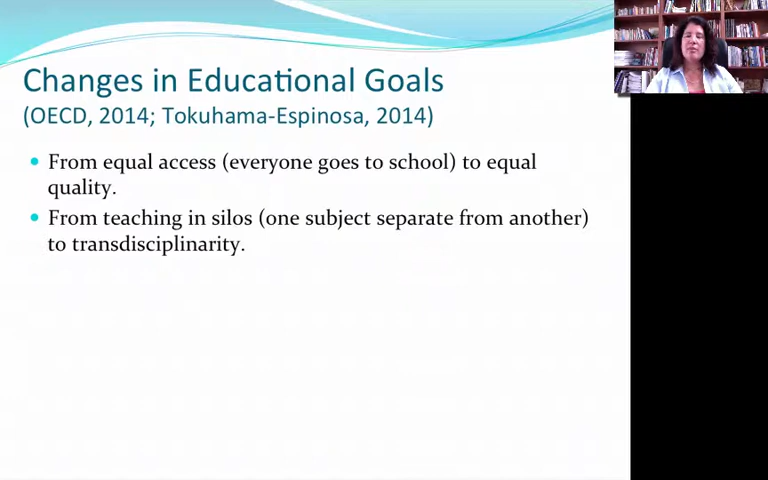 Changes in Educational Goals
(OECD, 2014; Tokuhama-Espinosa, 2014)
• From equal access (everyone goes to school) to equal
quality.
• From teaching in silos (one subject separate from another)
to transdisciplinarity.